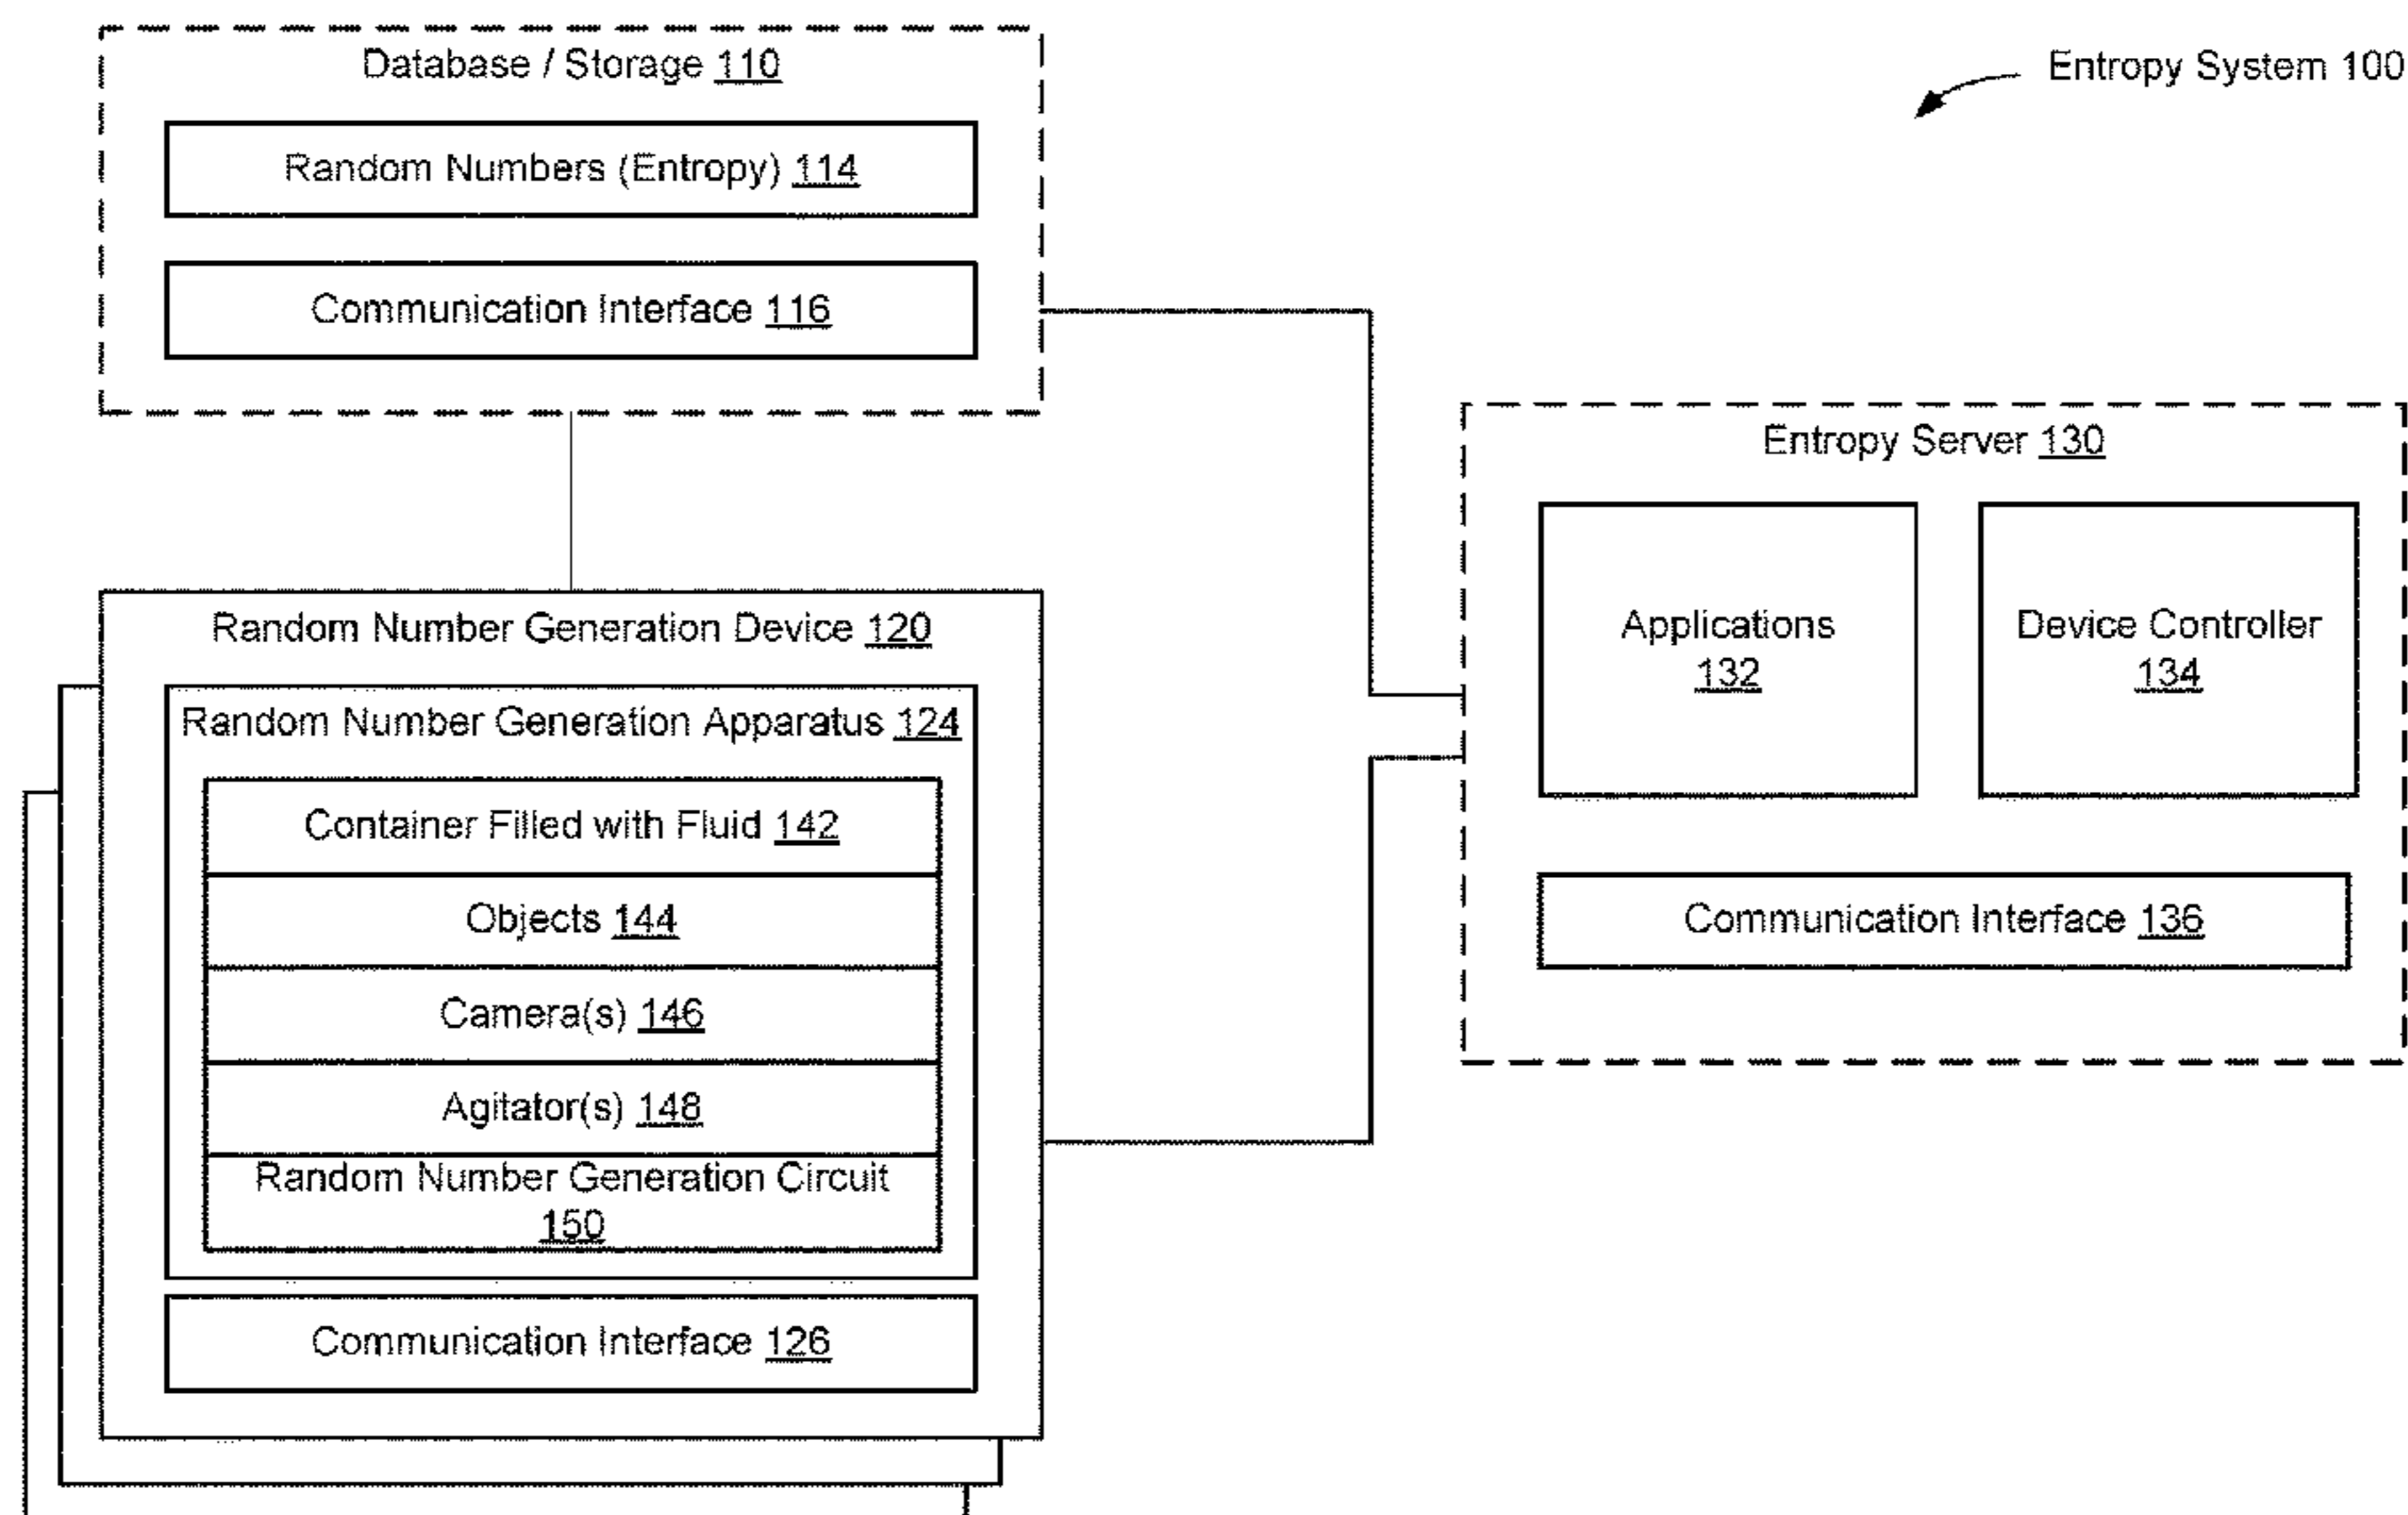 Database / Storage 110
Random Numbers (Entropy) 114
Communication Interface 116
Entropy System 100
Random Number Generation Device 120
Random Number Generation Apparatus 124
Container Filled with Fluid 142
Objects 144
Camera(s) 146
Agitator(s) 148
Random Number Generation Circuit
150
Communication Interface 126
Entropy Server 130
Applications
132
Device Controller
134
Communication Interface 136